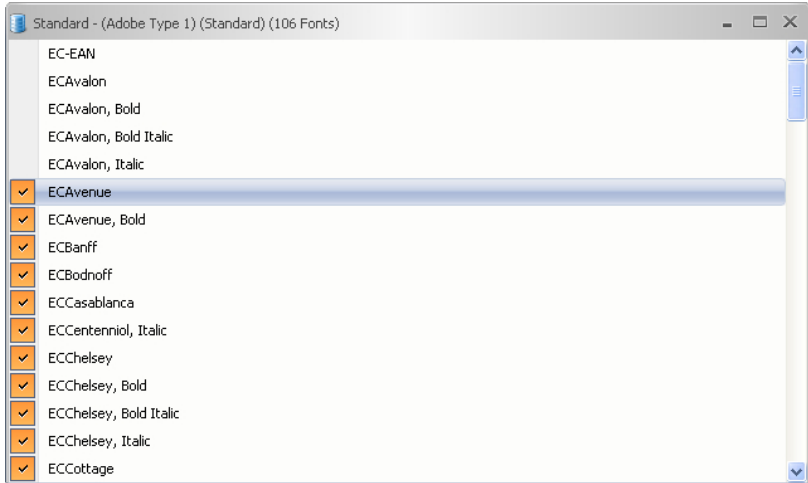 Standard - (Adobe Type 1) (Standard) (106 Fonts)
EC-EAN
ECAvalon
ECAvalon, Bold
ECAvalon, Bold Italic
ECAvalon, Italic
ECAvenue
ECAvenue, Bold
ECBanff
ECBodnoff
ECCasablanca
ECCentenniol, Italic
ECChelsey
ECChelsey, Bold
ECChelsey, Bold Italic
ECChelsey, Italic
ECCottage